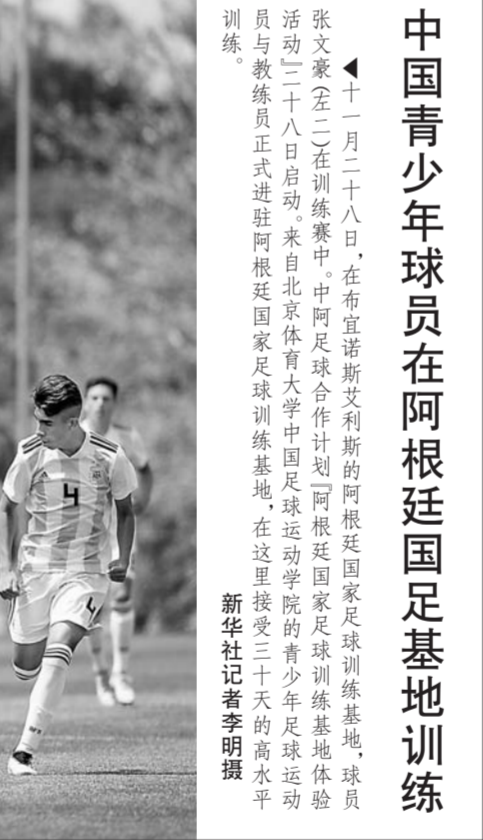 中国青少年球员在阿根廷国足基地训练
◀十一月二十八日，在布宜诺斯艾利斯的阿根廷国家足球训练基地，球员
张文豪(左二)在训练赛中。中阿足球合作计划『阿根廷国家足球训练基地体验
活动』二十八日启动。来自北京体育大学中国足球运动学院的青少年足球运动
员与教练员正式进驻阿根廷国家足球训练基地，在这里接受三十天的高水平
训练。
新华社记者李明摄
4
4